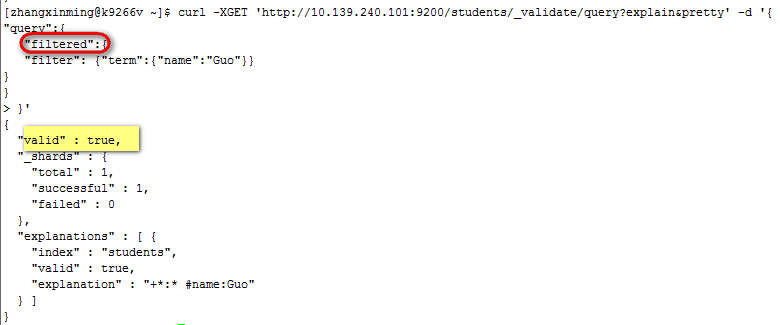 [zhangxinming@k9266v ~]$ curl -XGET 'http://10.139.240.101:9200/students/_validate/query?explain&pretty' -d '{
"query":{
"filtered":{
"filter": {"term":{"name":"Guo"}}
}
}
> }'
{
"valid" : true,
"_shards" : {
"total" : 1,
"successful" : 1,
"failed" : 0
},
"explanations" : [ {
"index" : "students",
"valid" : true,
"explanation" : "+*:* #name:Guo"
} ]
}